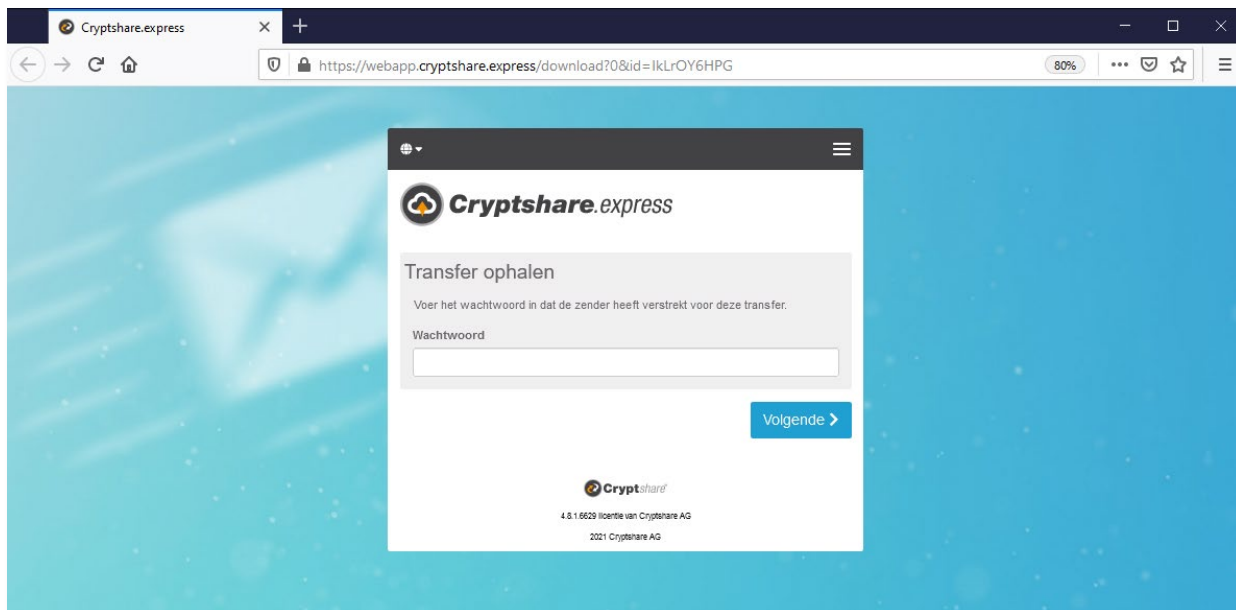 Cryptshare.express
https://webapp.cryptshare.express/download?0&id=IkLrOY6HPG
80%
Cryptshare.express
Transfer ophalen
Voer het wachtwoord in dat de zender heeft verstrekt voor deze transfer.
Wachtwoord
Volgende
Cryptshare
4.8.1.6629 licentie van Cryptshare AG
2021 Cryptshare AG